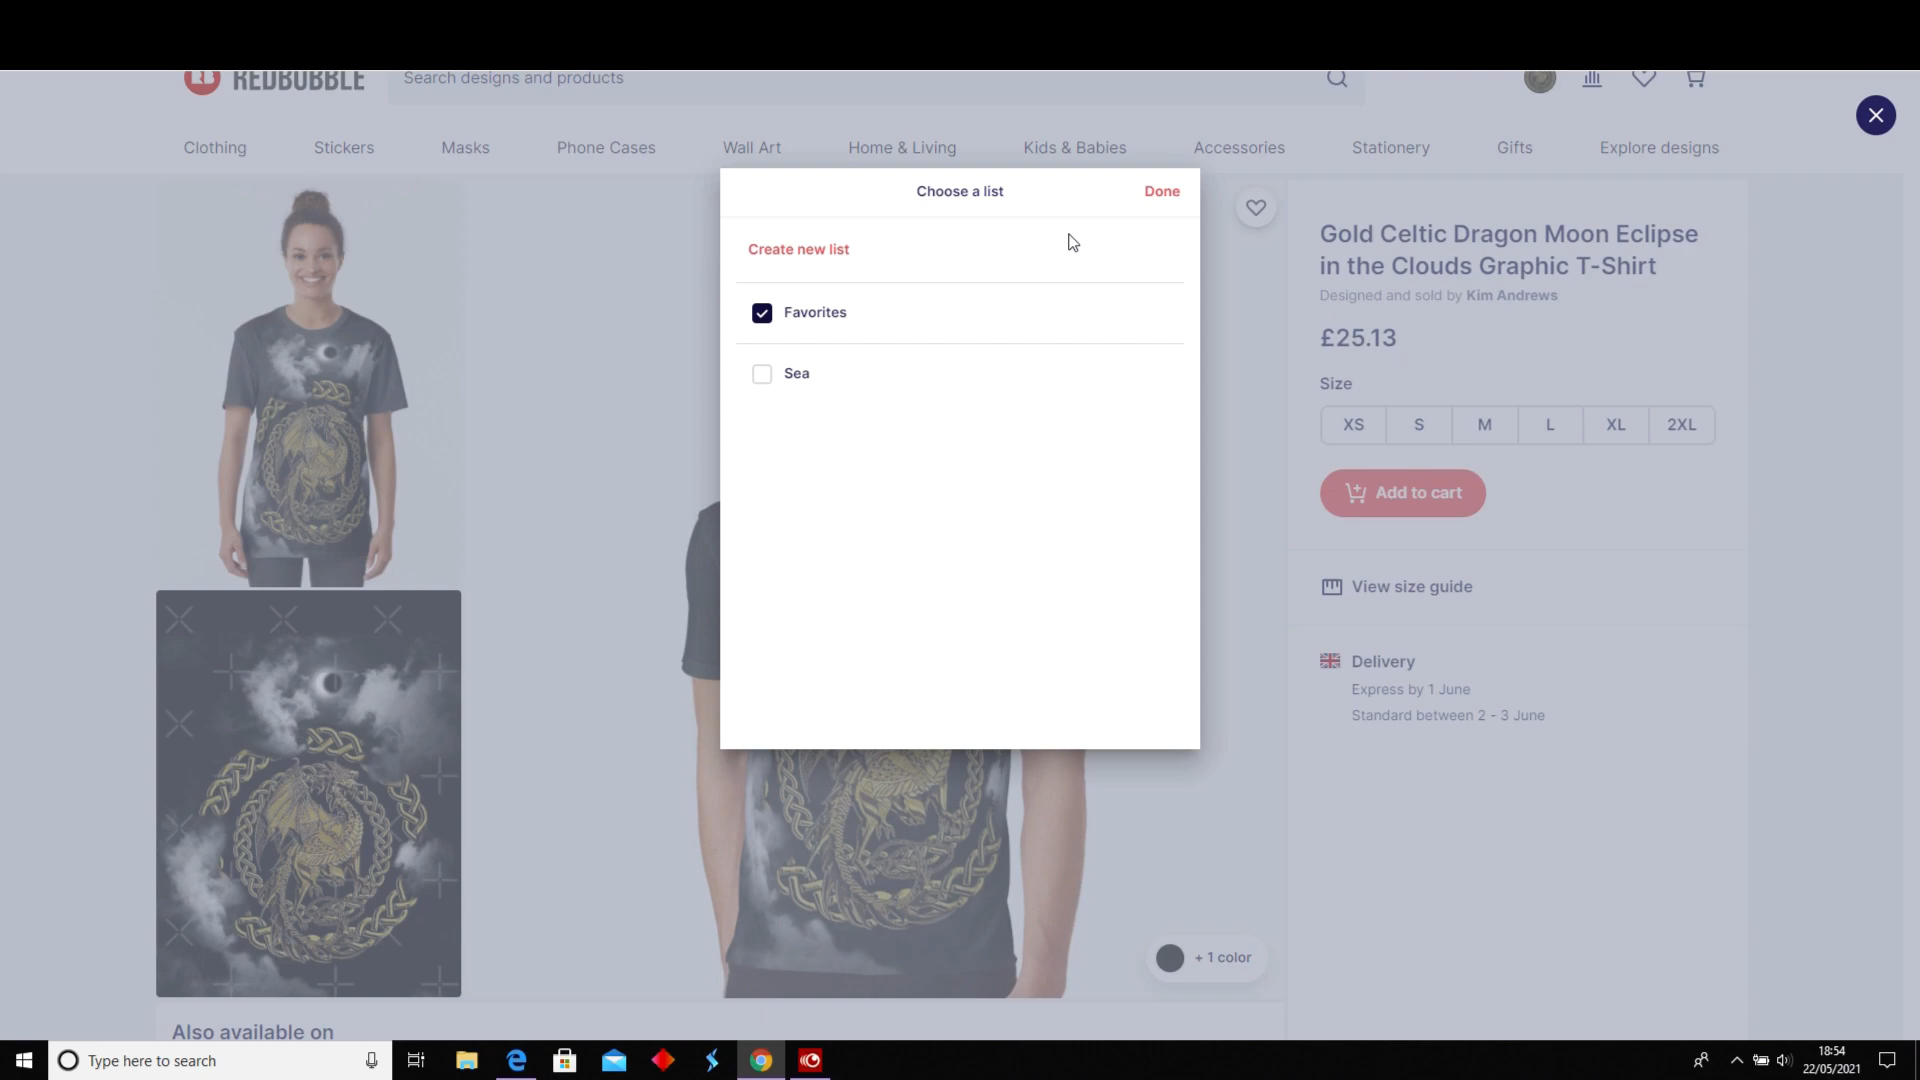 REDBUBBLE
Search designs and products
Clothing
Stickers
Masks
Phone Cases
Wall Art
Home & Living
Kids & Babies
Accessories
Stationery
Gifts
Explore designs
Choose a list
Done
Create new list
Favorites
Sea
Gold Celtic Dragon Moon Eclipse
in the Clouds Graphic T-Shirt
Designed and sold by Kim Andrews
£25.13
Size
XS S M L XL 2XL
Add to cart
View size guide
Delivery
Express by 1 June
Standard between 2 - 3 June
+ 1 color
Also available on
Type here to search
18:54
22/05/2021